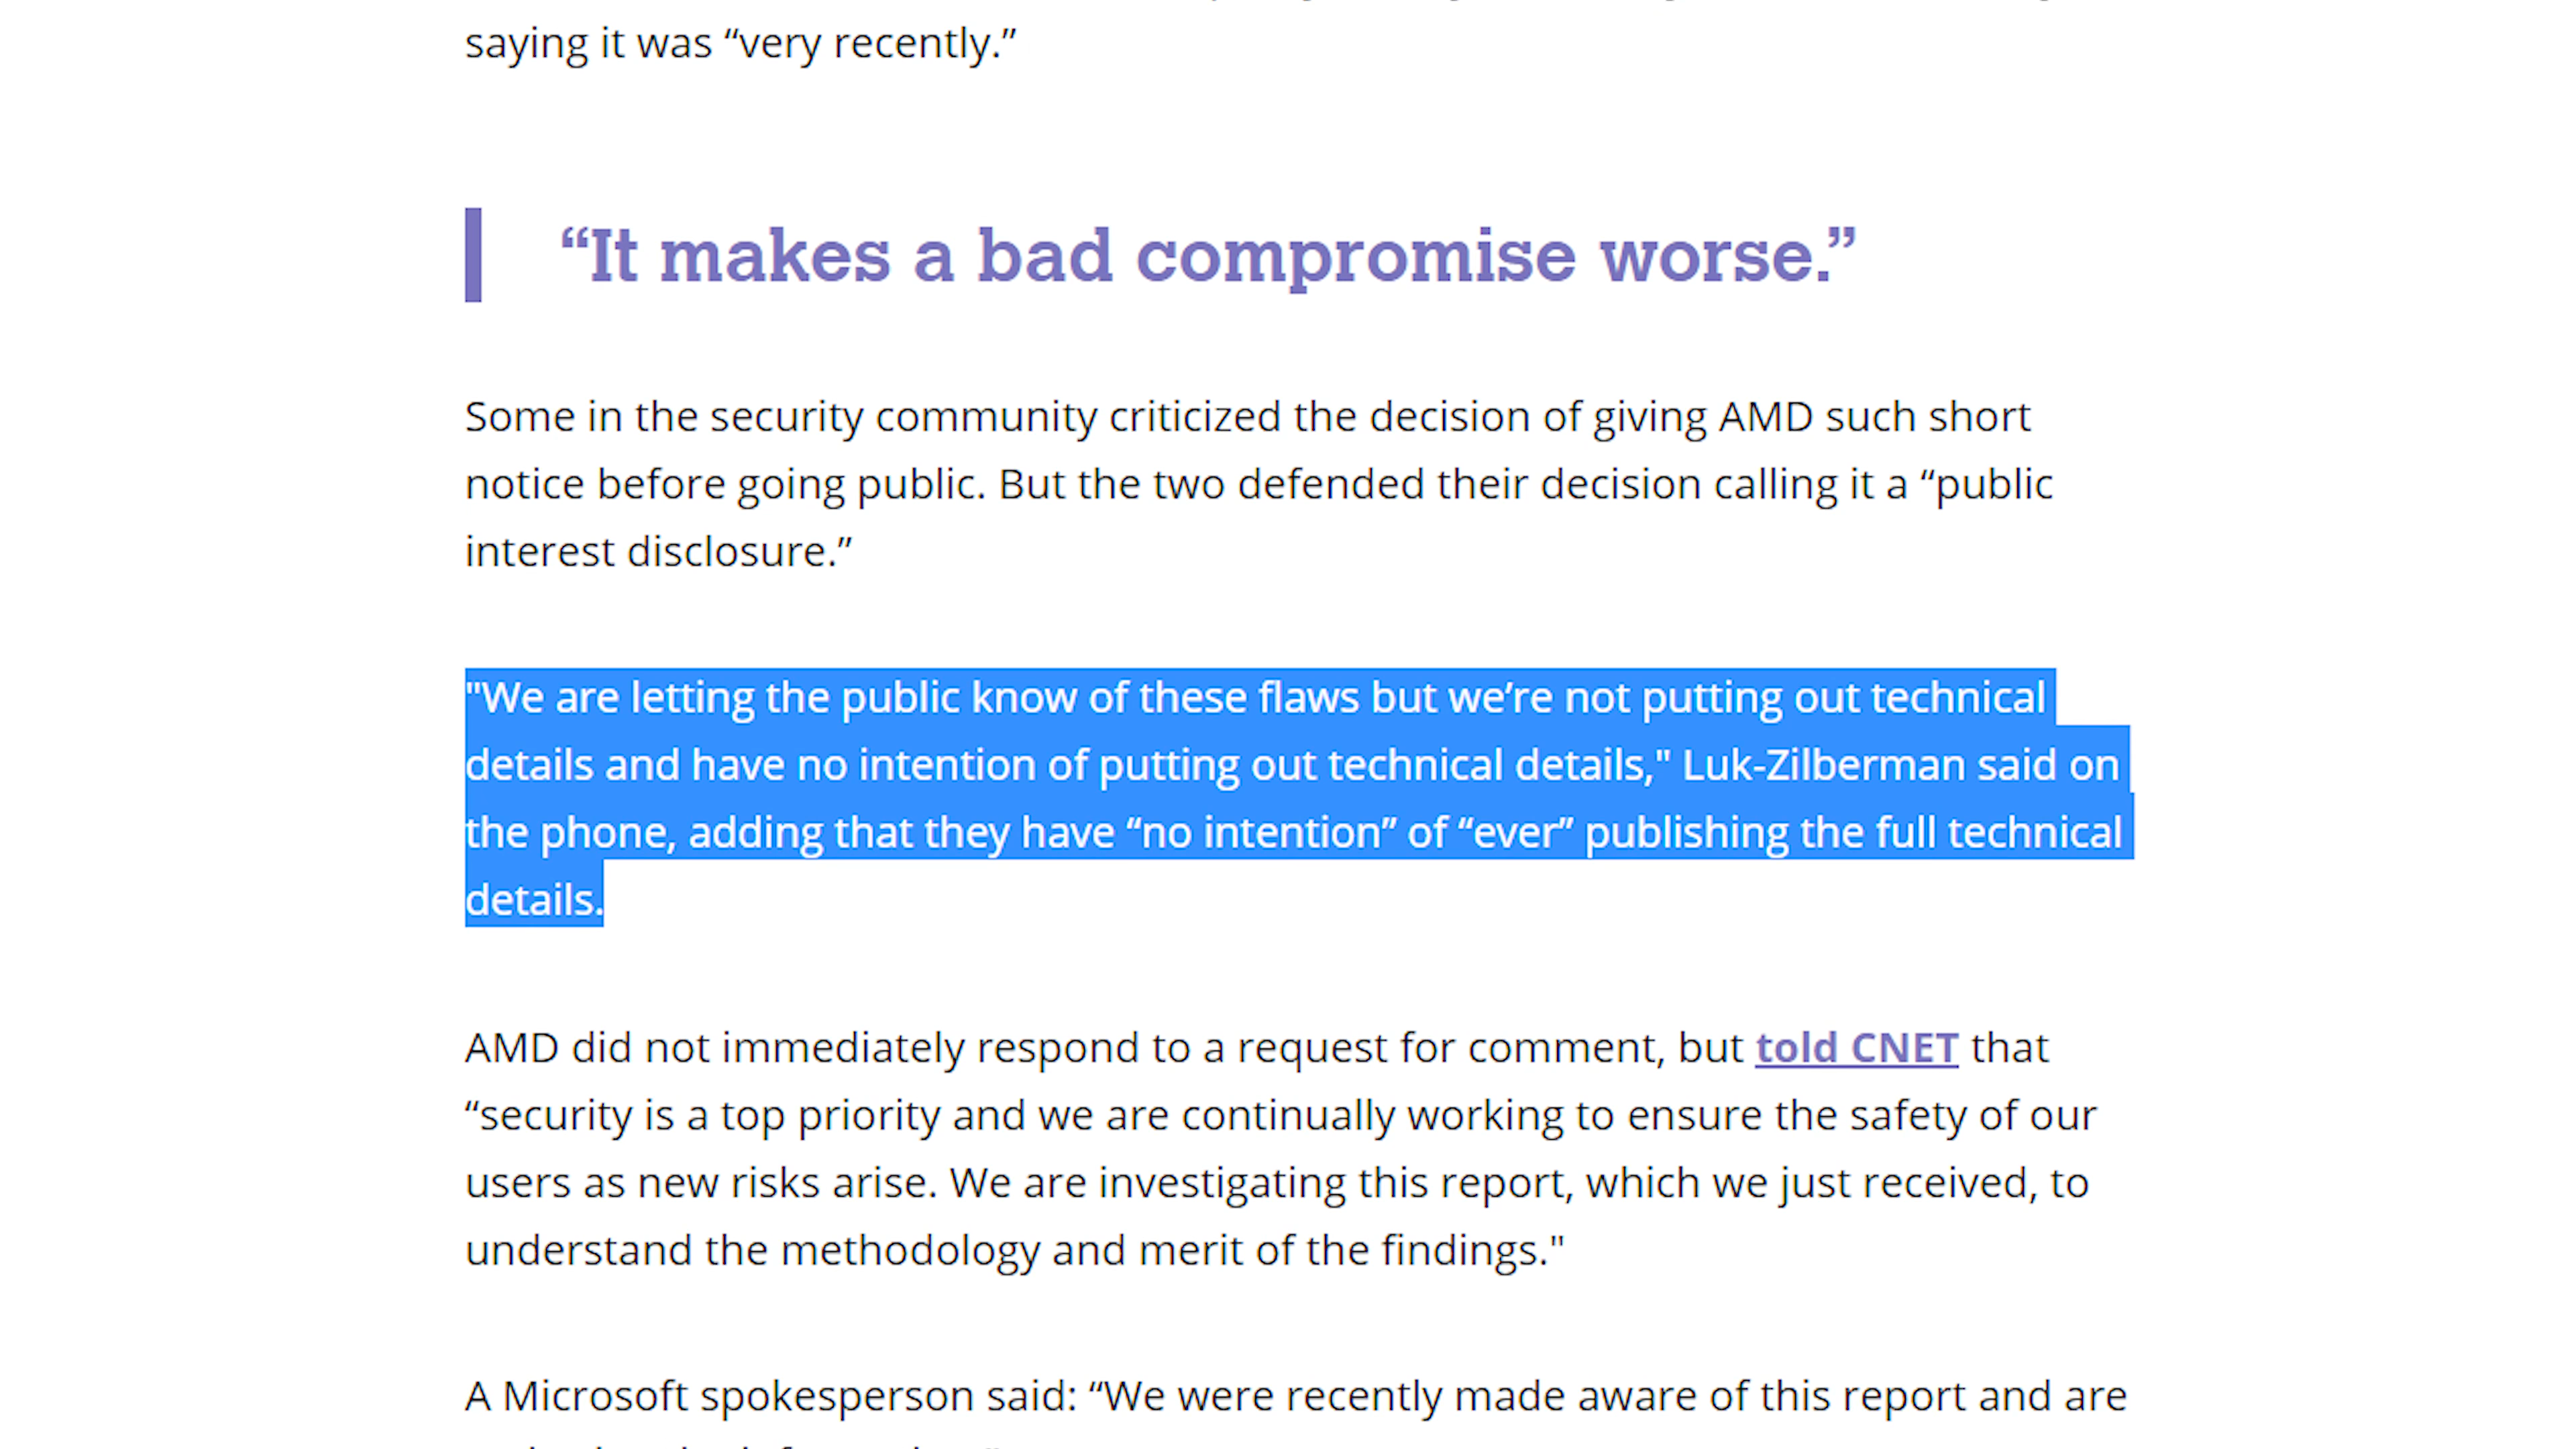 saying it was “very recently.”
“It makes a bad compromise worse.”
Some in the security community criticized the decision of giving AMD such short
notice before going public. But the two defended their decision calling it a “public
interest disclosure.”
"We are letting the public know of these flaws but we’re not putting out technical
details and have no intention of putting out technical details," Luk-Zilberman said on
the phone, adding that they have “no intention” of “ever” publishing the full technical
details.
AMD did not immediately respond to a request for comment, but told CNET that
“security is a top priority and we are continually working to ensure the safety of our
users as new risks arise. We are investigating this report, which we just received, to
understand the methodology and merit of the findings."
A Microsoft spokesperson said: “We were recently made aware of this report and are